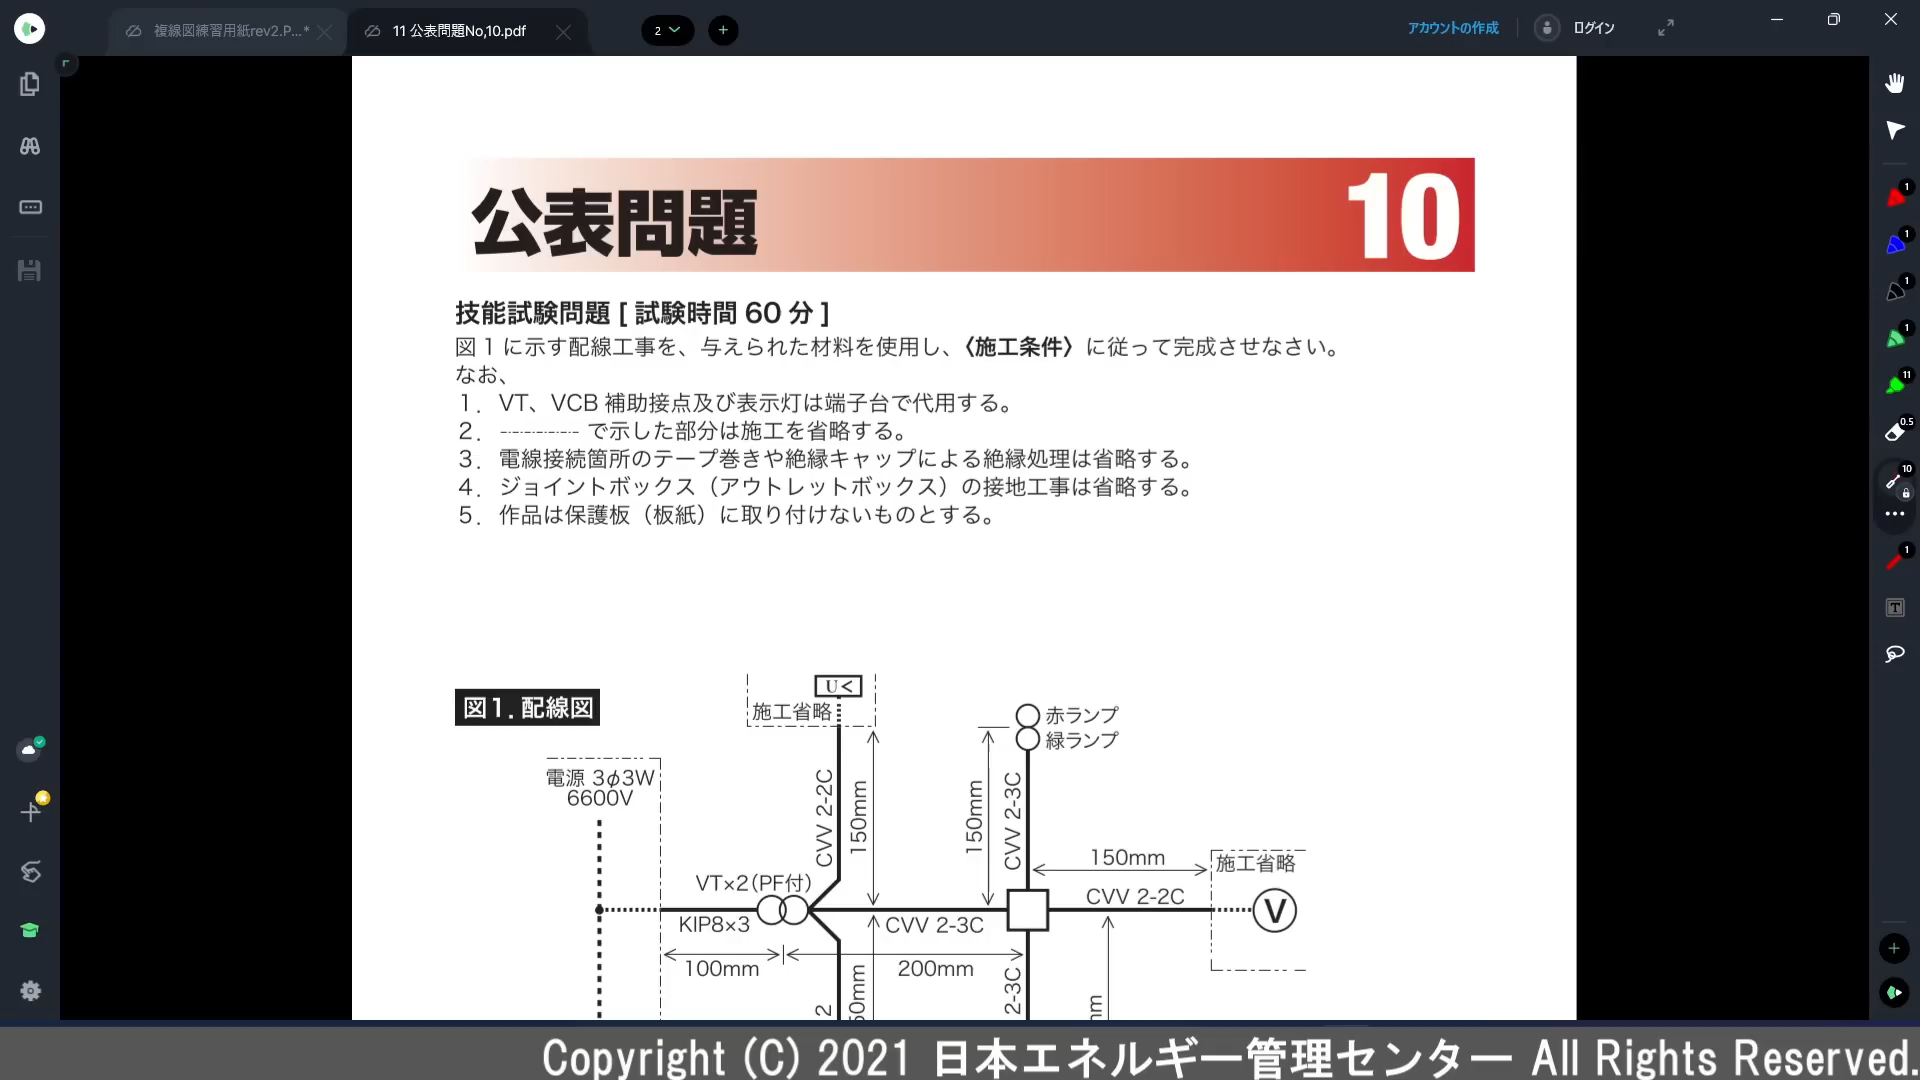 複線図練習用紙rev2.P...*
11 公表問題No,10.pdf
2
アカウントの作成
ログイン
公表問題 10
技能試験問題 [ 試験時間 60 分 ]
図 1 に示す配線工事を、与えられた材料を使用し、〈施工条件〉に従って完成させなさい。
なお、
1. VT、VCB 補助接点及び表示灯は端子台で代用する。
2. で示した部分は施工を省略する。
3. 電線接続箇所のテープ巻きや絶縁キャップによる絶縁処理は省略する。
4. ジョイントボックス（アウトレットボックス）の接地工事は省略する。
5. 作品は保護板（板紙）に取り付けないものとする。
図1. 配線図
U<
施工省略
赤ランプ
緑ランプ
電源 3φ3W
6600V
CVV 2-2C
150mm
150mm
CVV 2-3C
150mm
施工省略
VT×2（PF付）
CVV 2-2C
V
KIP8×3
CVV 2-3C
100mm
200mm
2
50mm
2-3C
1
1
1
1
11
0.5
10
1
T
Copyright (C) 2021 日本エネルギー管理センター All Rights Reserved.